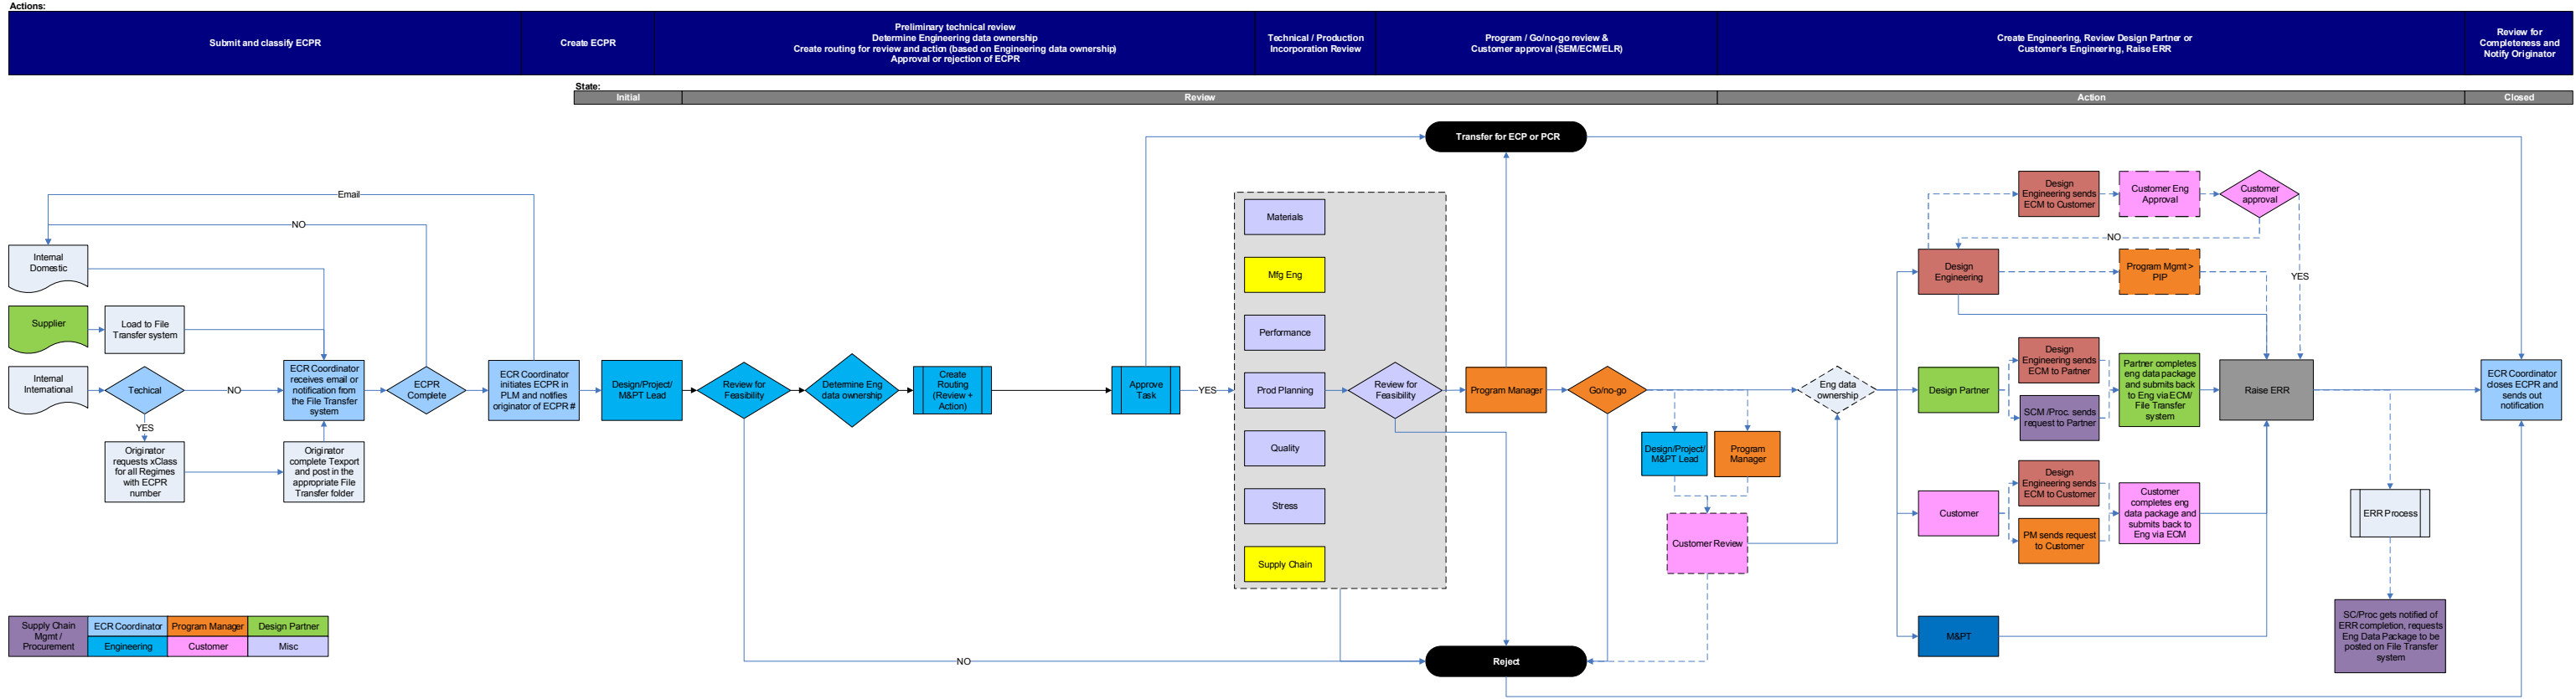 Actions:
Submit and classify ECPR
Create ECPR
Preliminary technical review
Determine Engineering data ownership
Create routing for review and action (based on Engineering data ownership)
Approval or rejection of ECPR
Technical / Production
Incorporation Review
Program / Go/no-go review &
Customer approval (SEM/ECM/ELR)
Create Engineering, Review Design Partner or
Customer's Engineering, Raise ERR
Review for
Completeness and
Notify Originator
State:
Initial
Review
Action
Closed
Transfer for ECP or PCR
Email
NO
Internal
Domestic
Supplier
Load to File
Transfer system
Internal
International
Techical
NO
YES
Originator
requests xClass
for all Regimes
with ECPR
number
Originator
complete Texport
and post in the
appropriate File
Transfer folder
ECR Coordinator
receives email or
notification from
the File Transfer
system
ECPR
Complete
ECR Coordinator
initiates ECPR in
PLM and notifies
originator of ECPR #
Design/Project/
M&PT Lead
Review for
Feasibility
Determine Eng
data ownership
Create
Routing
(Review +
Action)
Approve
Task
YES
Materials
Mfg Eng
Performance
Prod Planning
Quality
Stress
Supply Chain
Review for
Feasibility
Program Manager
Go/no-go
Design/Project/
M&PT Lead
Program
Manager
Customer Review
Eng data
ownership
Design
Engineering sends
ECM to Customer
Customer Eng
Approval
Customer
approval
NO
YES
Design
Engineering
Program Mgmt >
PIP
Design Partner
Design
Engineering sends
ECM to Partner
SCM /Proc. sends
request to Partner
Partner completes
eng data package
and submits back
to Eng via ECM/
File Transfer
system
Raise ERR
Customer
Design
Engineering sends
ECM to Customer
PM sends request
to Customer
Customer
completes eng
data package and
submits back to
Eng via ECM
M&PT
ERR Process
SC/Proc gets notified of
ERR completion, requests
Eng Data Package to be
posted on File Transfer
system
ECR Coordinator
closes ECPR and
sends out
notification
NO
Reject
Supply Chain
Mgmt /
Procurement
ECR Coordinator
Program Manager
Design Partner
Engineering
Customer
Misc